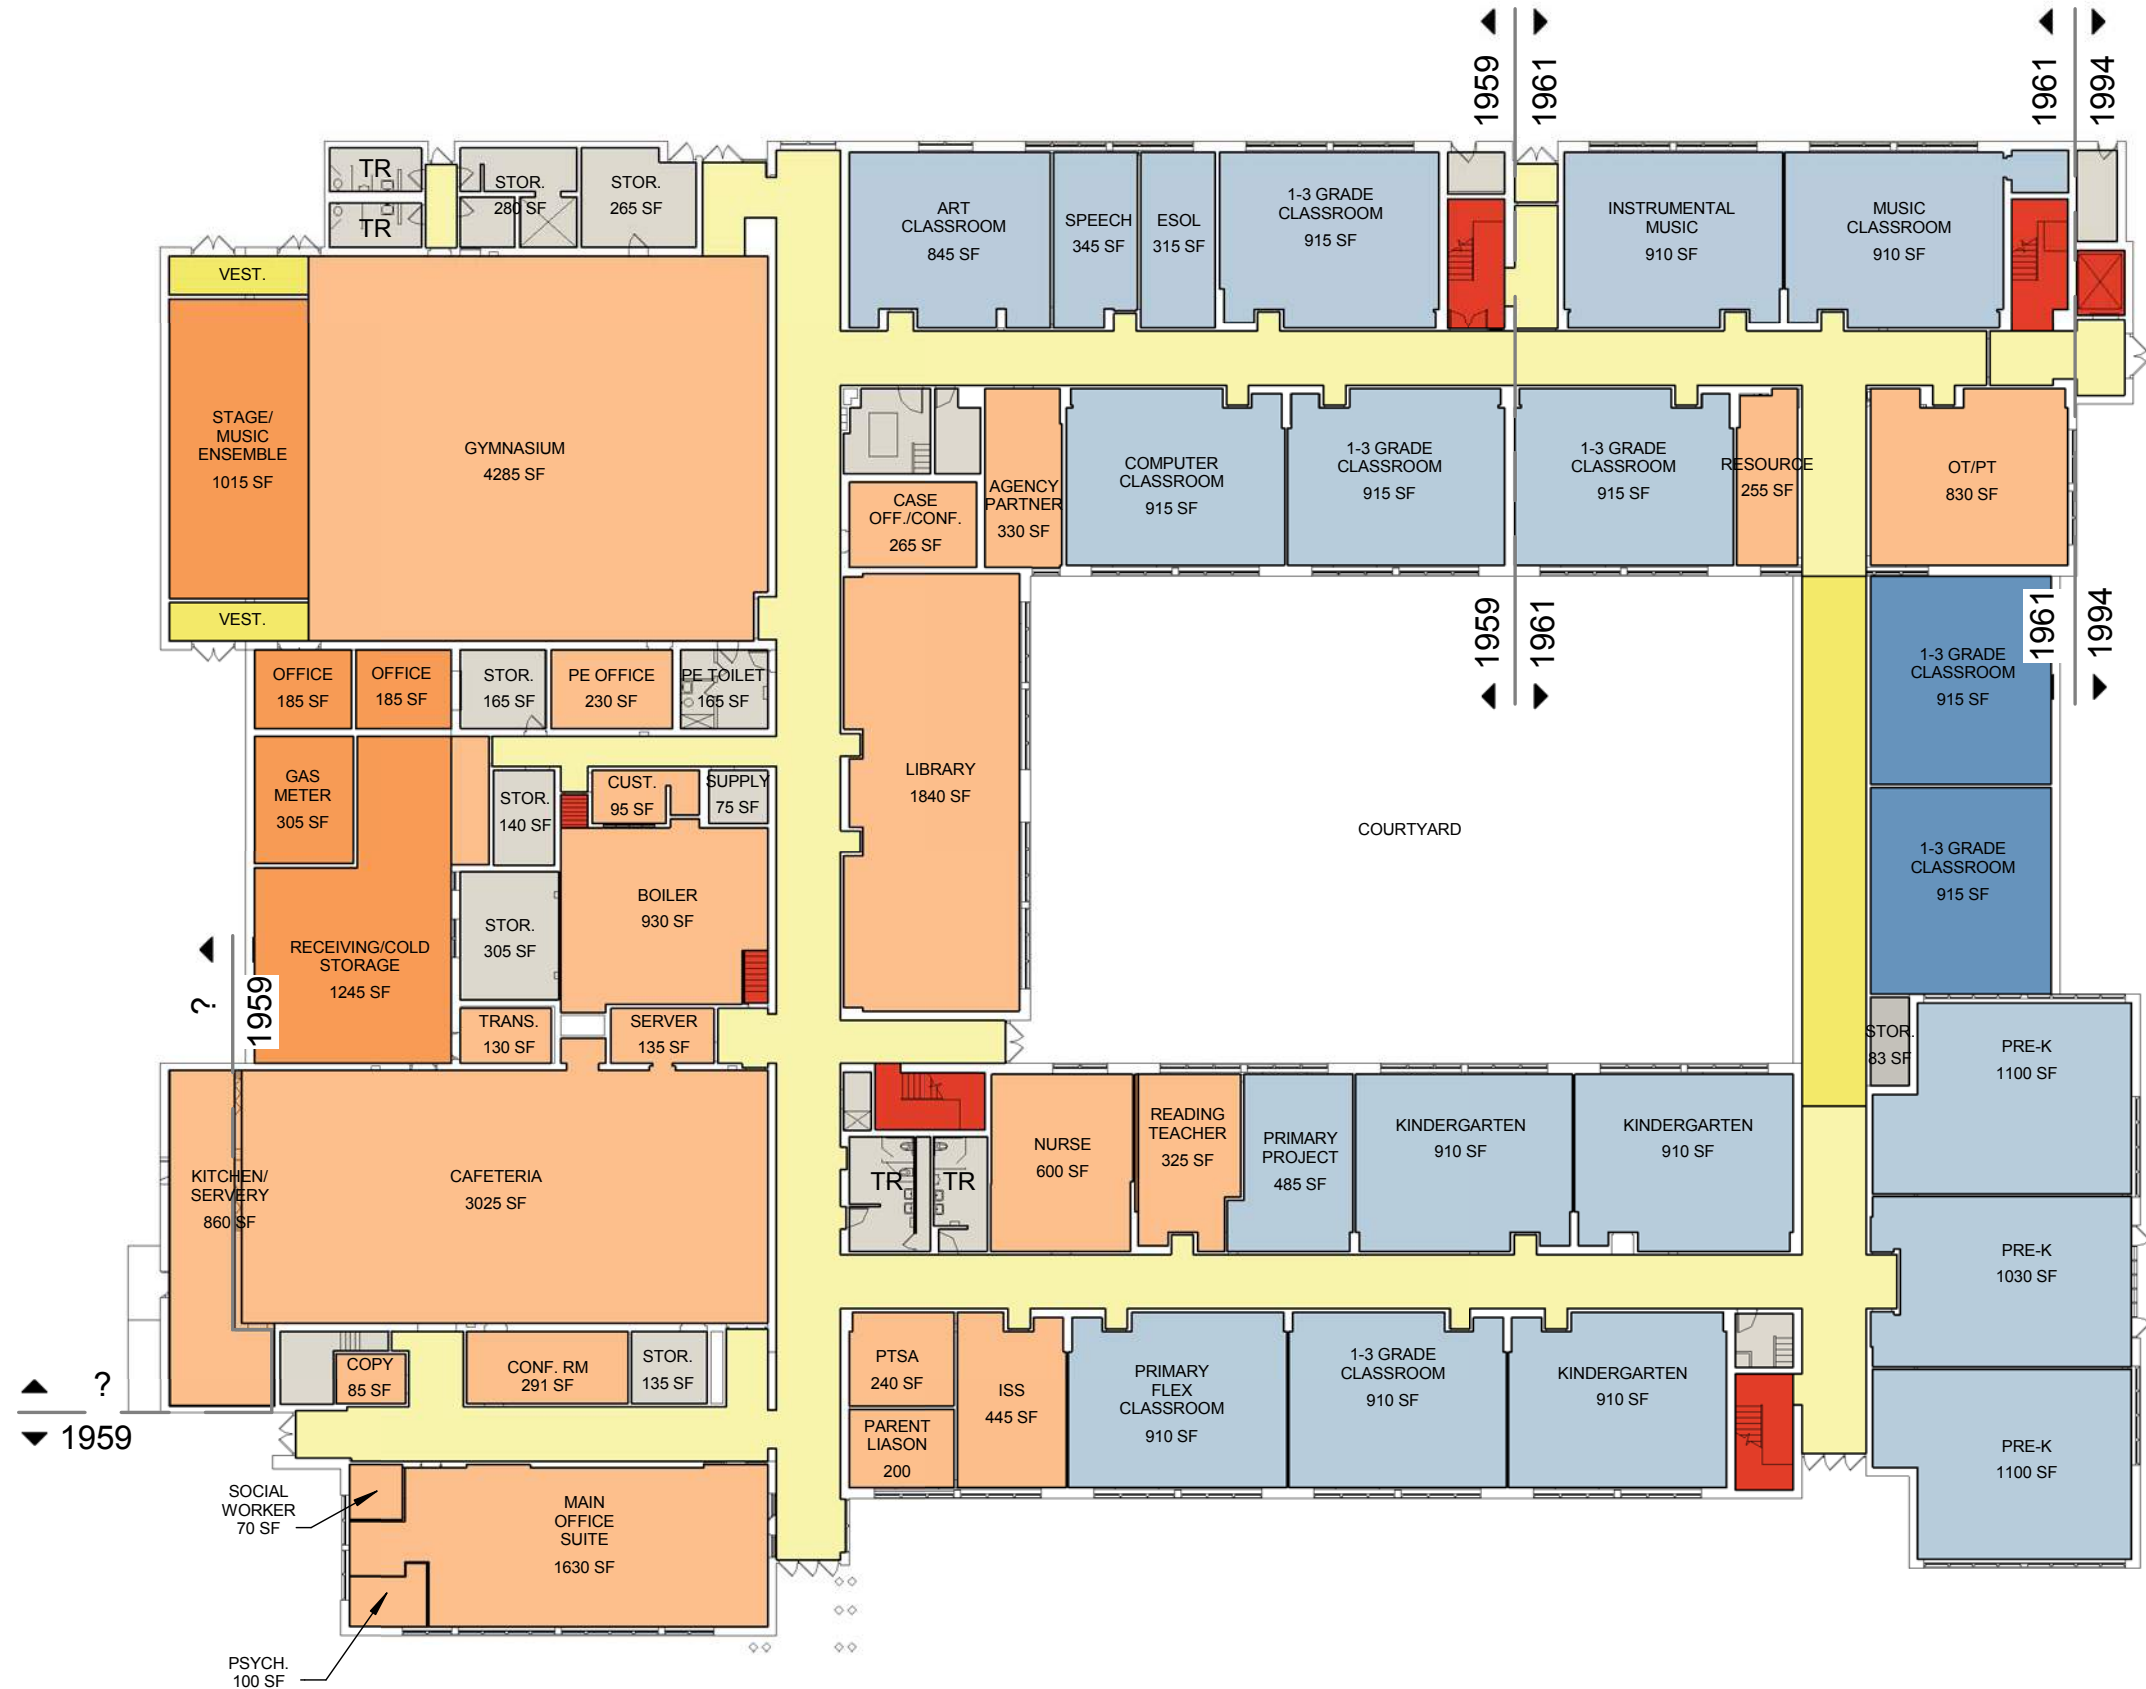 1959
1961
1961
1994
TR
TR
STOR.
280 SF
STOR.
265 SF
VEST.
STAGE/
MUSIC
ENSEMBLE
1015 SF
GYMNASIUM
4285 SF
VEST.
ART
CLASSROOM
845 SF
SPEECH
345 SF
ESOL
315 SF
1-3 GRADE
CLASSROOM
915 SF
INSTRUMENTAL
MUSIC
910 SF
MUSIC
CLASSROOM
910 SF
CASE
OFF./CONF.
265 SF
AGENCY
PARTNER
330 SF
COMPUTER
CLASSROOM
915 SF
1-3 GRADE
CLASSROOM
915 SF
1-3 GRADE
CLASSROOM
915 SF
RESOURCE
255 SF
OT/PT
830 SF
1959
1961
1961
1994
OFFICE
185 SF
OFFICE
185 SF
STOR.
165 SF
PE OFFICE
230 SF
PE TOILET
165 SF
1-3 GRADE
CLASSROOM
915 SF
GAS
METER
305 SF
STOR.
140 SF
CUST.
95 SF
SUPPLY
75 SF
LIBRARY
1840 SF
COURTYARD
1-3 GRADE
CLASSROOM
915 SF
BOILER
930 SF
STOR.
305 SF
RECEIVING/COLD
STORAGE
1245 SF
?
1959
TRANS.
130 SF
SERVER
135 SF
STOR.
83 SF
PRE-K
1100 SF
KITCHEN/
SERVERY
860 SF
CAFETERIA
3025 SF
TR
TR
NURSE
600 SF
READING
TEACHER
325 SF
PRIMARY
PROJECT
485 SF
KINDERGARTEN
910 SF
KINDERGARTEN
910 SF
PRE-K
1030 SF
COPY
85 SF
CONF. RM
291 SF
STOR.
135 SF
PTSA
240 SF
ISS
445 SF
PRIMARY
FLEX
CLASSROOM
910 SF
1-3 GRADE
CLASSROOM
910 SF
KINDERGARTEN
910 SF
?
1959
PARENT
LIASON
200
PRE-K
1100 SF
SOCIAL
WORKER
70 SF
MAIN
OFFICE
SUITE
1630 SF
PSYCH.
100 SF